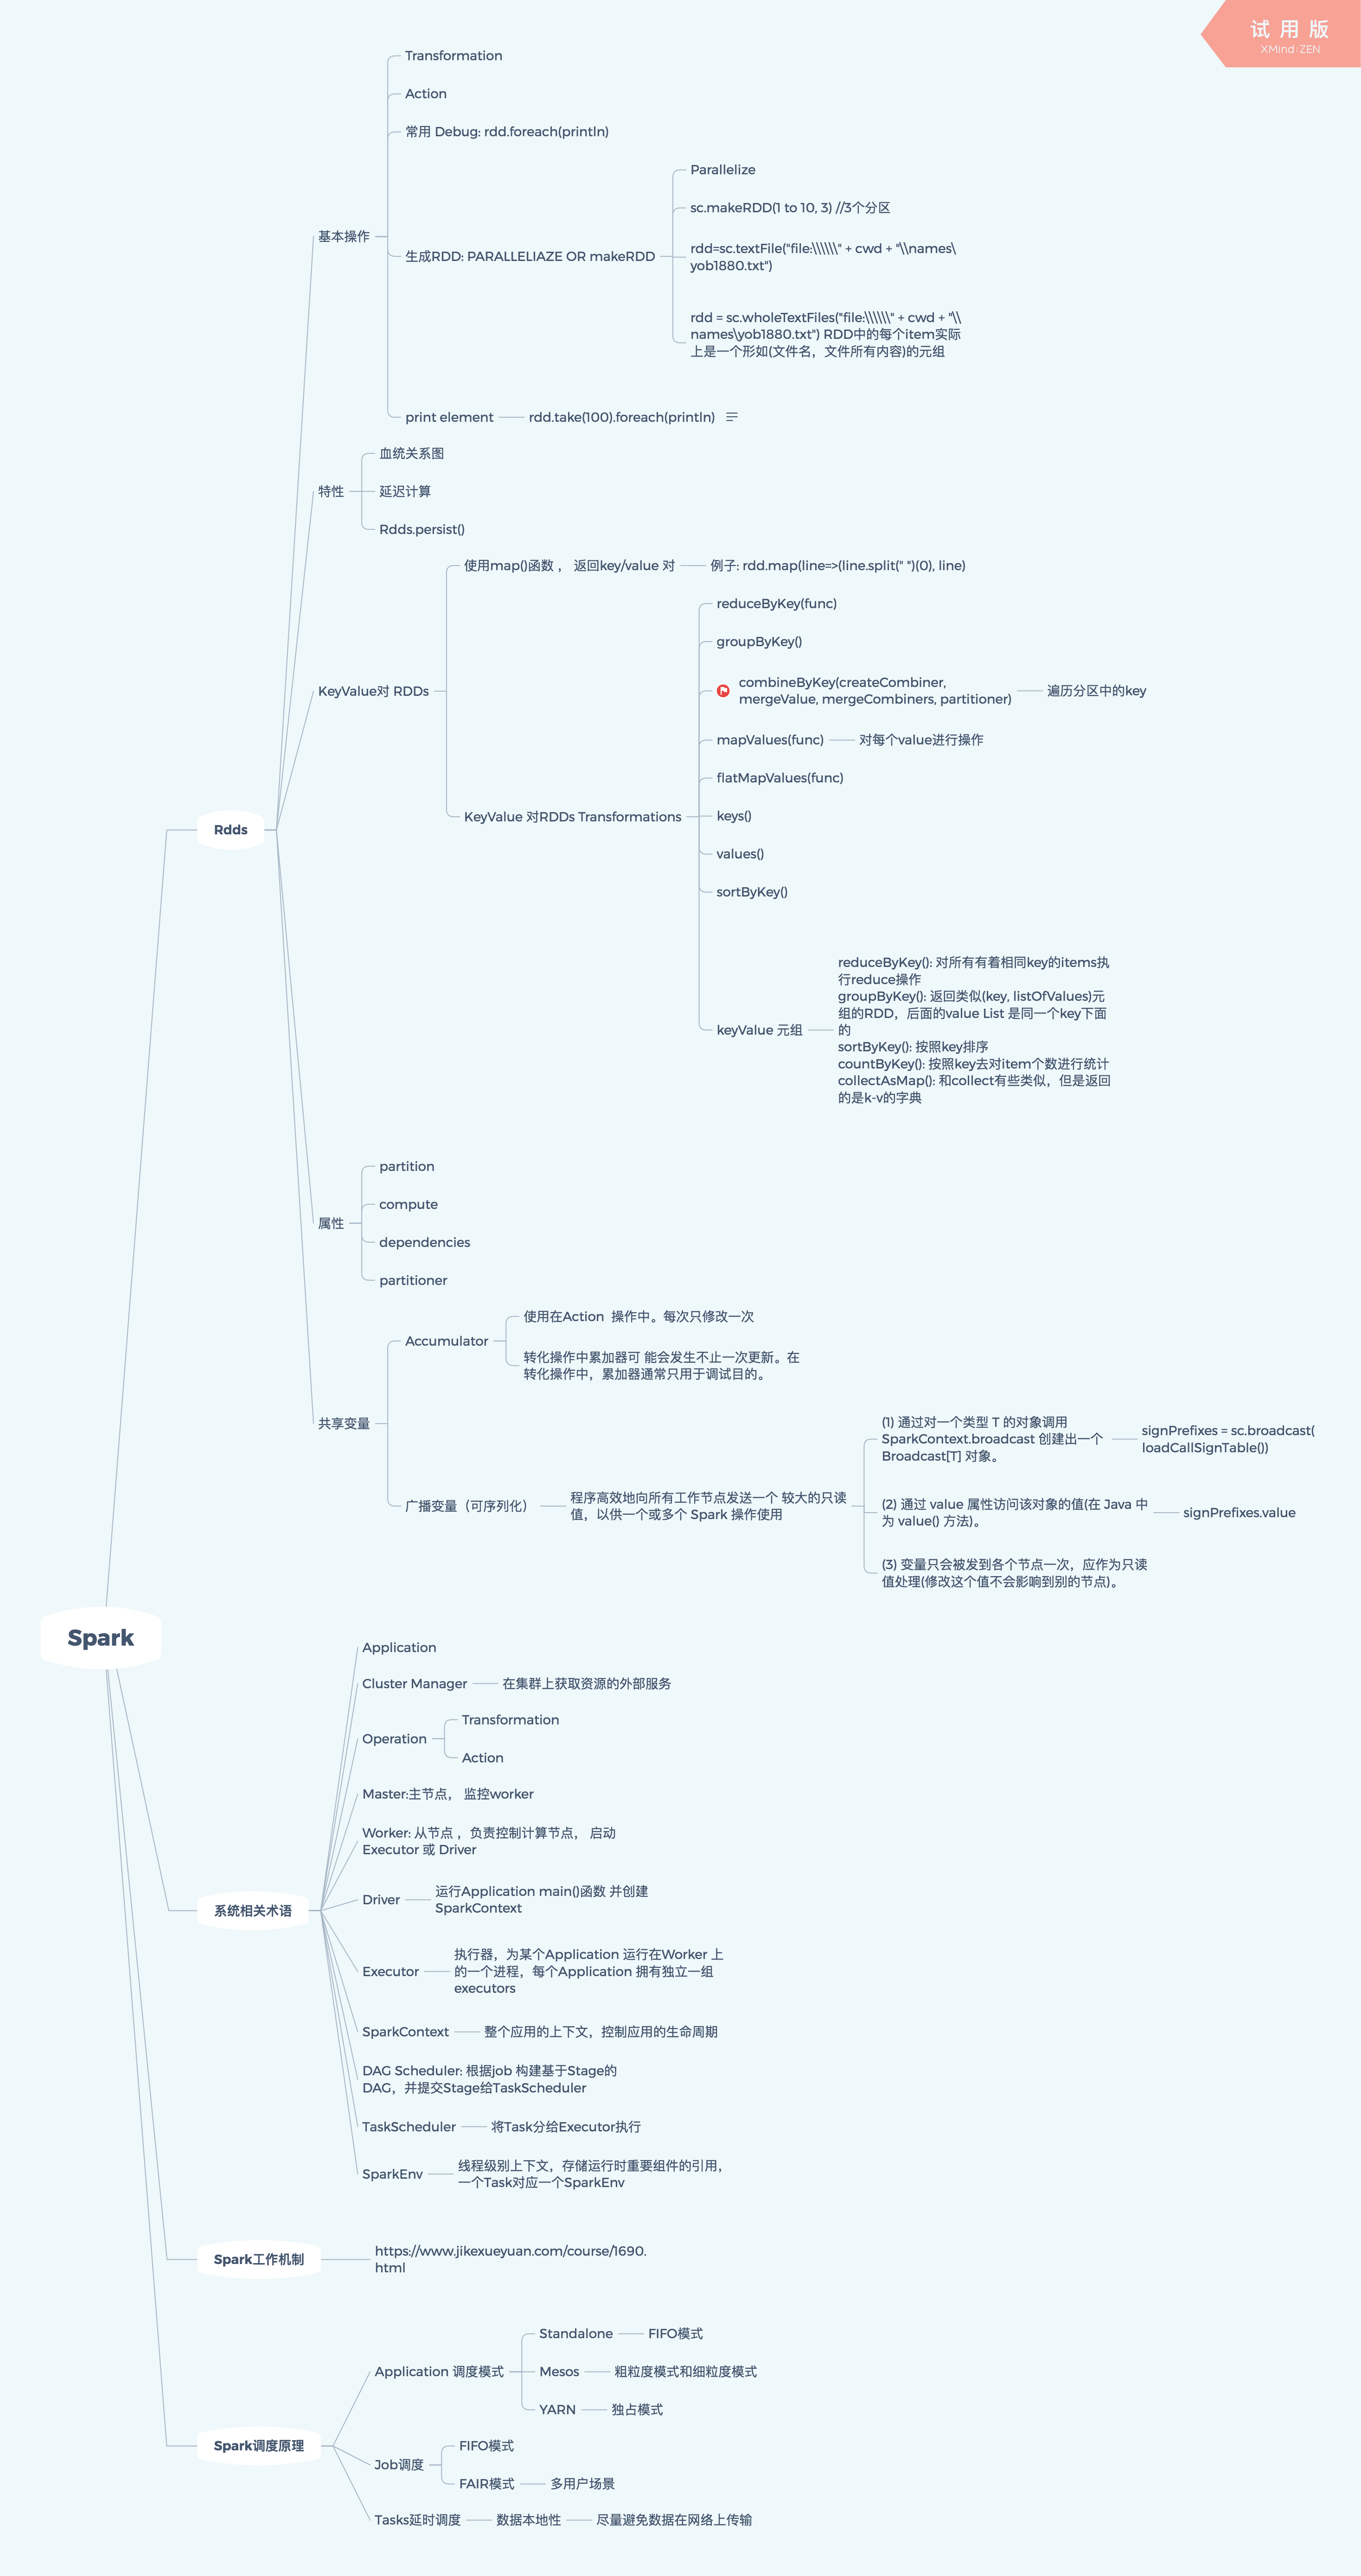 试用版
XMind:ZEN
Transformation
Action
常用 Debug: rdd.foreach(println)
Parallelize
sc.makeRDD(1 to 10, 3) //3个分区
基本操作
生成RDD: PARALLELIAZE OR makeRDD
rdd=sc.textFile("file:\\\\\\" + cwd + "\\names\
yob1880.txt")
rdd = sc.wholeTextFiles("file:\\\\\\" + cwd + "\\
names\yob1880.txt") RDD中的每个item实际
上是一个形如(文件名，文件所有内容)的元组
print element
rdd.take(100).foreach(println)
血统关系图
特性
延迟计算
Rdds.persist()
使用map()函数 ， 返回key/value 对
例子: rdd.map(line=>(line.split(" ")(0), line)
reduceByKey(func)
groupByKey()
KeyValue对 RDDs
combineByKey(createCombiner,
mergeValue, mergeCombiners, partitioner)
遍历分区中的key
mapValues(func)
对每个value进行操作
flatMapValues(func)
Rdds
KeyValue 对RDDs Transformations
keys()
values()
sortByKey()
keyValue 元组
reduceByKey(): 对所有有着相同key的items执
行reduce操作
groupByKey(): 返回类似(key, listOfValues)元
组的RDD，后面的value List 是同一个key下面
的
sortByKey(): 按照key排序
countByKey(): 按照key去对item个数进行统计
collectAsMap(): 和collect有些类似，但是返回
的是k-v的字典
partition
compute
属性
dependencies
partitioner
Accumulator
使用在Action  操作中。每次只修改一次
转化操作中累加器可 能会发生不止一次更新。在
转化操作中，累加器通常只用于调试目的。
共享变量
(1) 通过对一个类型 T 的对象调用
SparkContext.broadcast 创建出一个
Broadcast[T] 对象。
signPrefixes = sc.broadcast(
loadCallSignTable())
广播变量（可序列化）
程序高效地向所有工作节点发送一个 较大的只读
值，以供一个或多个 Spark 操作使用
(2) 通过 value 属性访问该对象的值(在 Java 中
为 value() 方法)。
signPrefixes.value
(3) 变量只会被发到各个节点一次，应作为只读
值处理(修改这个值不会影响到别的节点)。
Spark
Application
Cluster Manager
在集群上获取资源的外部服务
Operation
Transformation
Action
Master:主节点， 监控worker
Worker: 从节点 ，负责控制计算节点， 启动
Executor 或 Driver
系统相关术语
Driver
运行Application main()函数 并创建
SparkContext
Executor
执行器，为某个Application 运行在Worker 上
的一个进程，每个Application 拥有独立一组
executors
SparkContext
整个应用的上下文，控制应用的生命周期
DAG Scheduler: 根据job 构建基于Stage的
DAG，并提交Stage给TaskScheduler
TaskScheduler
将Task分给Executor执行
SparkEnv
线程级别上下文，存储运行时重要组件的引用，
一个Task对应一个SparkEnv
Spark工作机制
https://www.jikexueyuan.com/course/1690.
html
Standalone
FIFO模式
Application 调度模式
Mesos
粗粒度模式和细粒度模式
YARN
独占模式
Spark调度原理
FIFO模式
Job调度
FAIR模式
多用户场景
Tasks延时调度
数据本地性
尽量避免数据在网络上传输